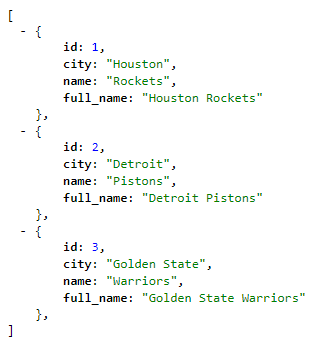 [
- {
id: 1,
city: "Houston",
name: "Rockets",
full_name: "Houston Rockets"
},
- {
id: 2,
city: "Detroit",
name: "Pistons",
full_name: "Detroit Pistons"
},
- {
id: 3,
city: "Golden State",
name: "Warriors",
full_name: "Golden State Warriors"
},
]